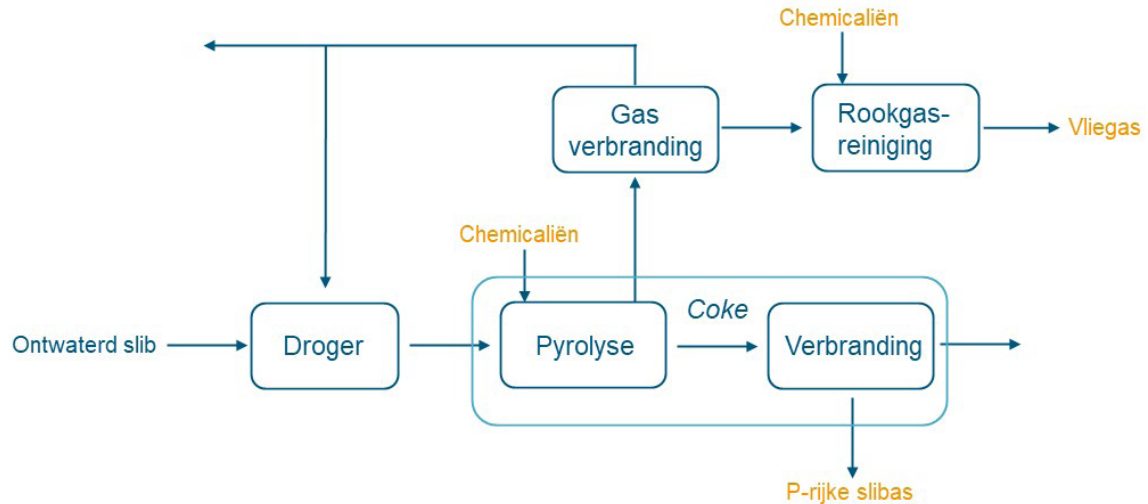 Chemicaliën
Gas
verbranding
Rookgas-
reiniging
Vliegas
Chemicaliën
Coke
Ontwaterd slib
Droger
Pyrolyse
Verbranding
P-rijke slibas